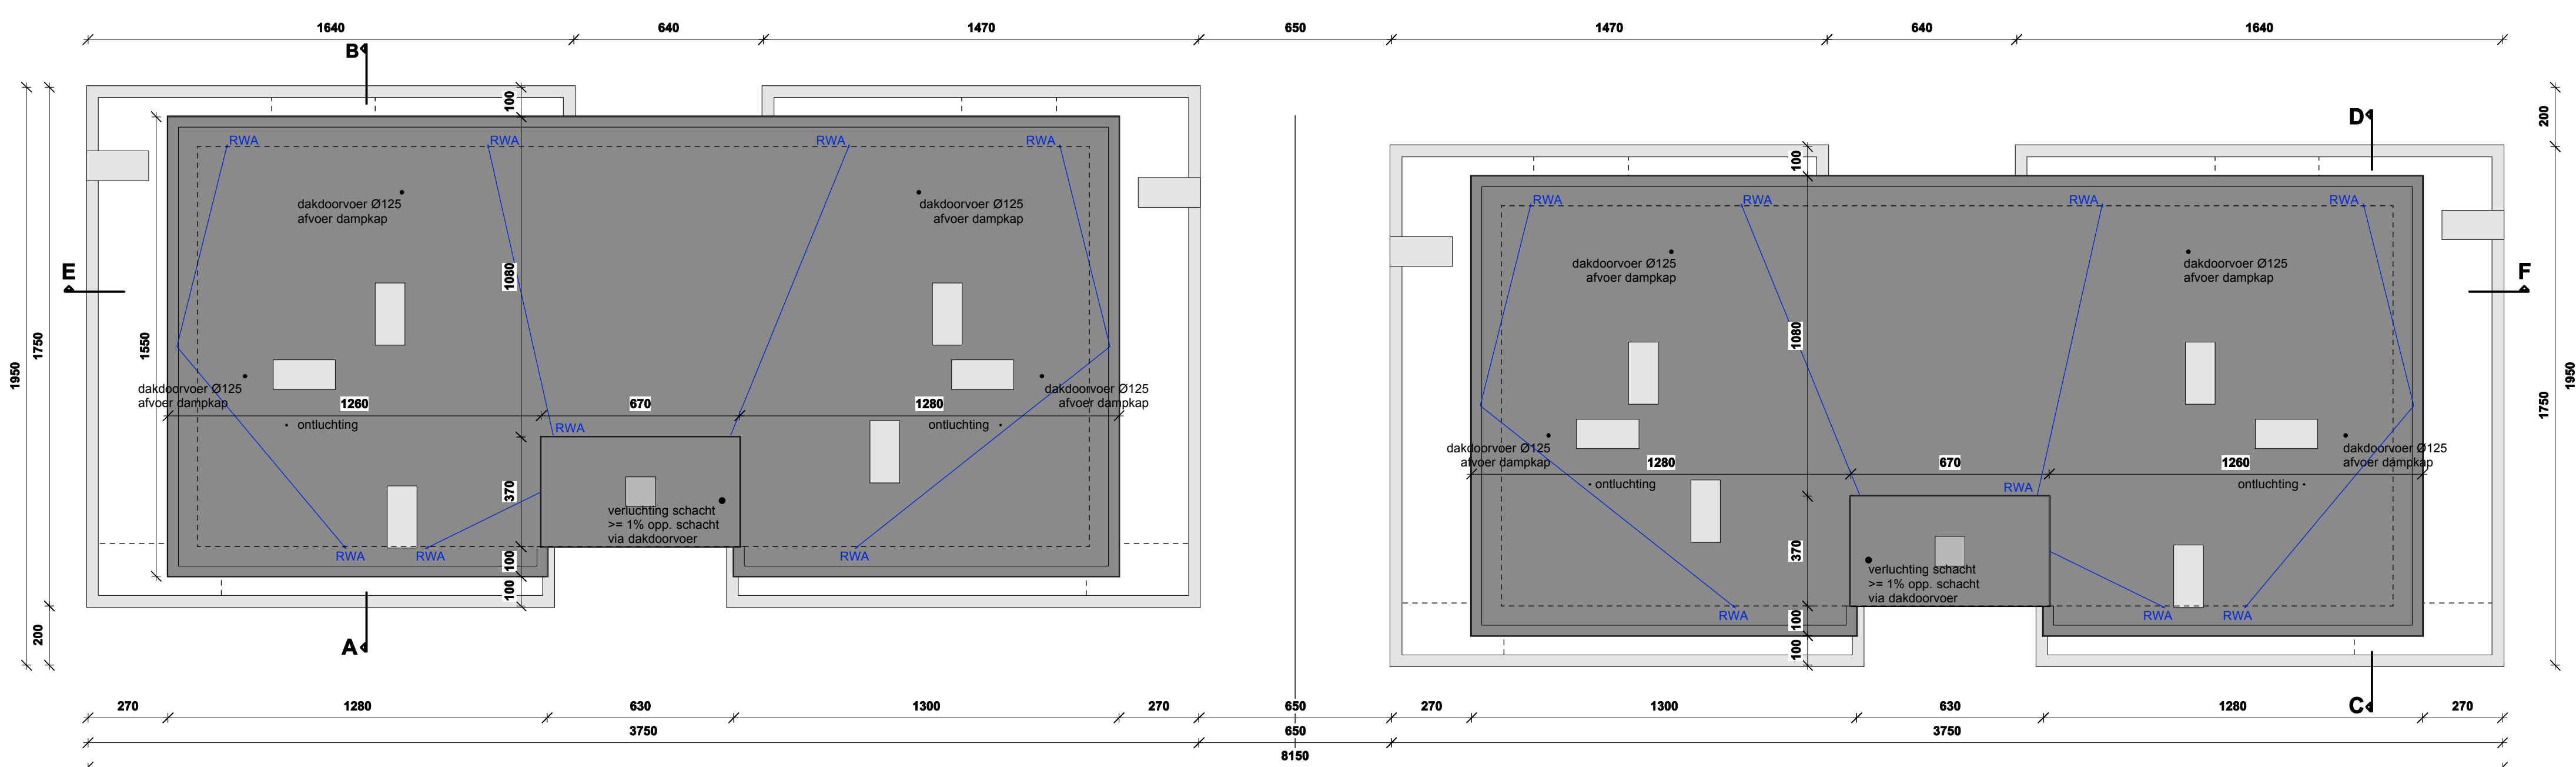 1640 640 1470 650 1470 640 1640
B
D
E
F
A
C
100
1080
370
100
100
1550
1750
1950
200
RWA RWA RWA RWA
dakdoorvoer Ø125
afvoer dampkap
dakdoorvoer Ø125
afvoer dampkap
dakdoorvoer Ø125
afvoer dampkap
dakdoorvoer Ø125
afvoer dampkap
1260 670 1280
ontluchting
ontluchting
RWA
verluchting schacht
>= 1% opp. schacht
via dakdoorvoer
RWA RWA RWA
100
1080
370
100
100
200
1750
1950
RWA RWA RWA RWA
dakdoorvoer Ø125
afvoer dampkap
dakdoorvoer Ø125
afvoer dampkap
dakdoorvoer Ø125
afvoer dampkap
dakdoorvoer Ø125
afvoer dampkap
1280 670 1260
ontluchting
ontluchting
RWA
verluchting schacht
>= 1% opp. schacht
via dakdoorvoer
RWA RWA RWA
270 1280 630 1300 270 650 270 1300 630 1280 270
3750 650 3750
8150